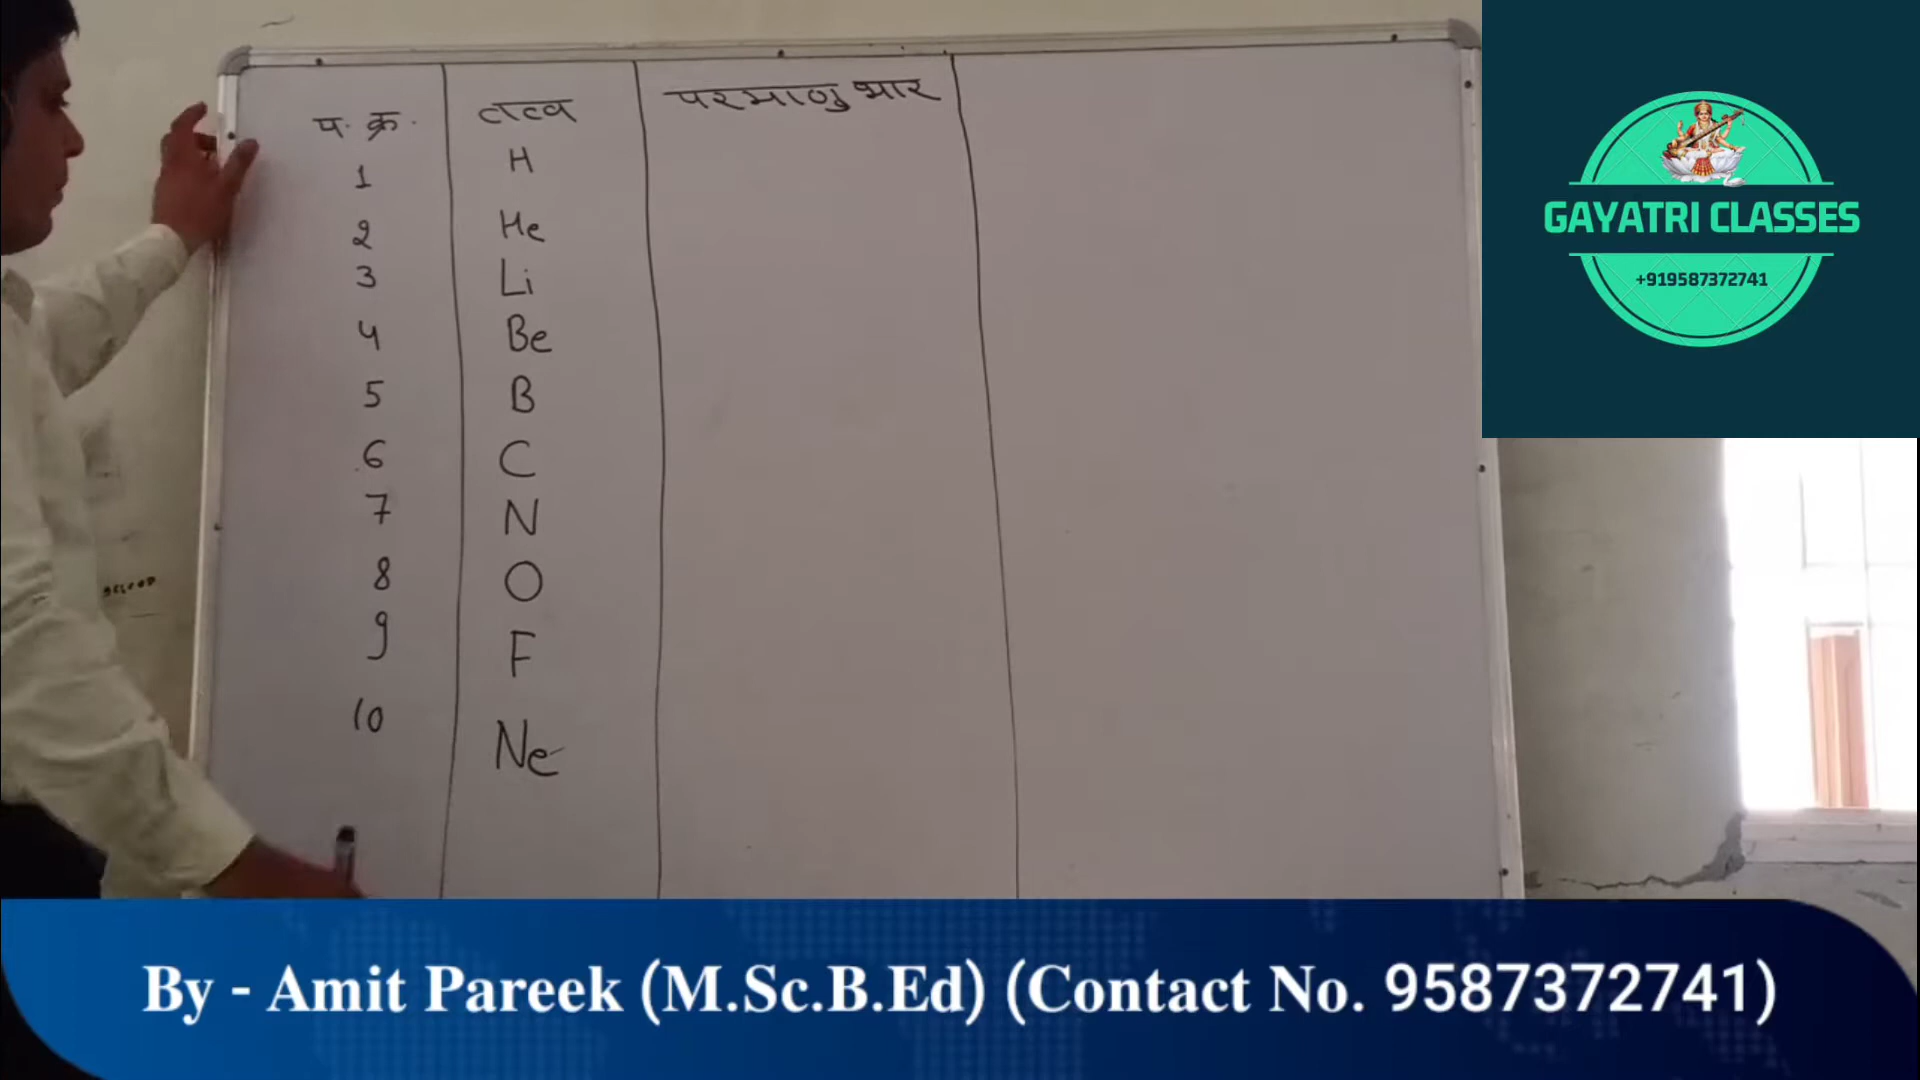 प. क्र. तत्व परमाणु भार
1 H
2 He
3 Li
4 Be
5 B
6 C
7 N
8 O
9 F
10 Ne
GAYATRI CLASSES
+919587372741
By - Amit Pareek (M.Sc.B.Ed) (Contact No. 9587372741)